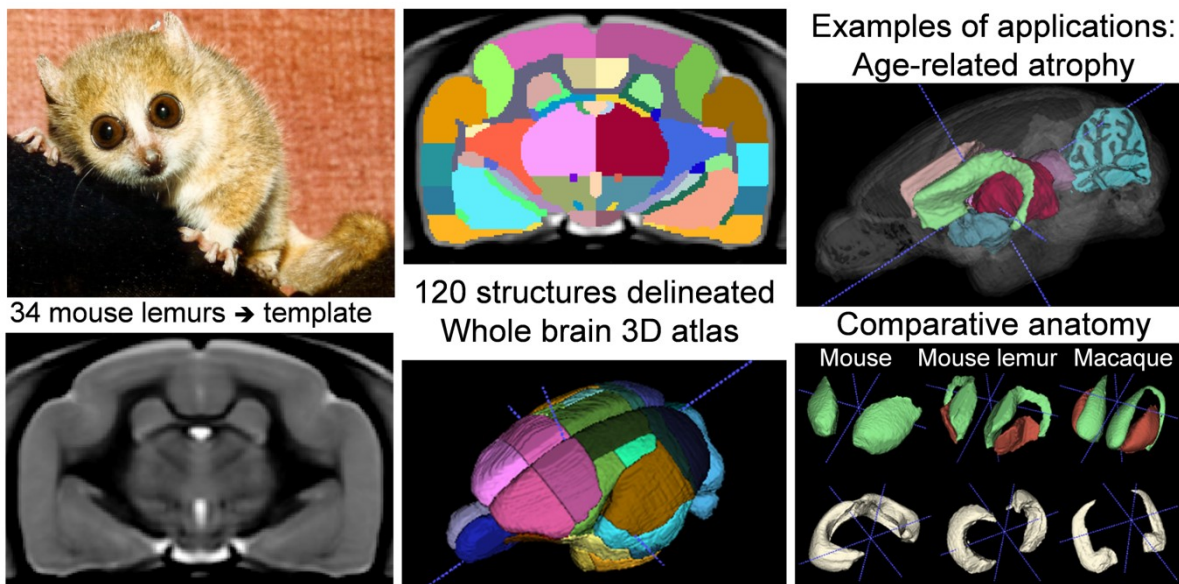 34 mouse lemurs → template
120 structures delineated
Whole brain 3D atlas
Examples of applications:
Age-related atrophy
Comparative anatomy
Mouse
Mouse lemur
Macaque